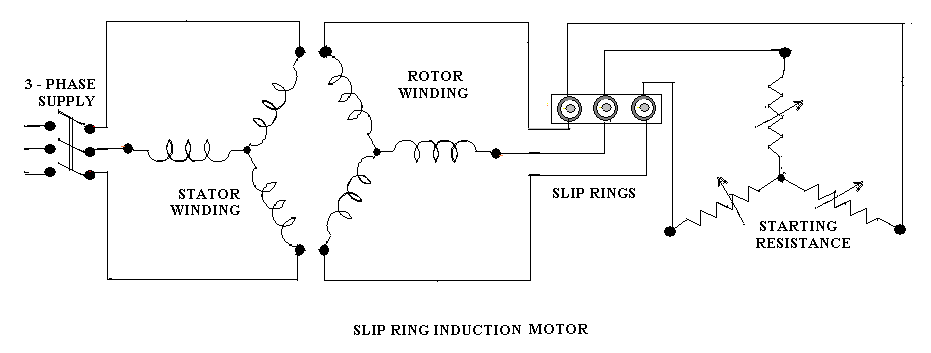 3 - PHASE
SUPPLY
STATOR
WINDING
ROTOR
WINDING
SLIP RINGS
STARTING
RESISTANCE
SLIP RING INDUCTION MOTOR